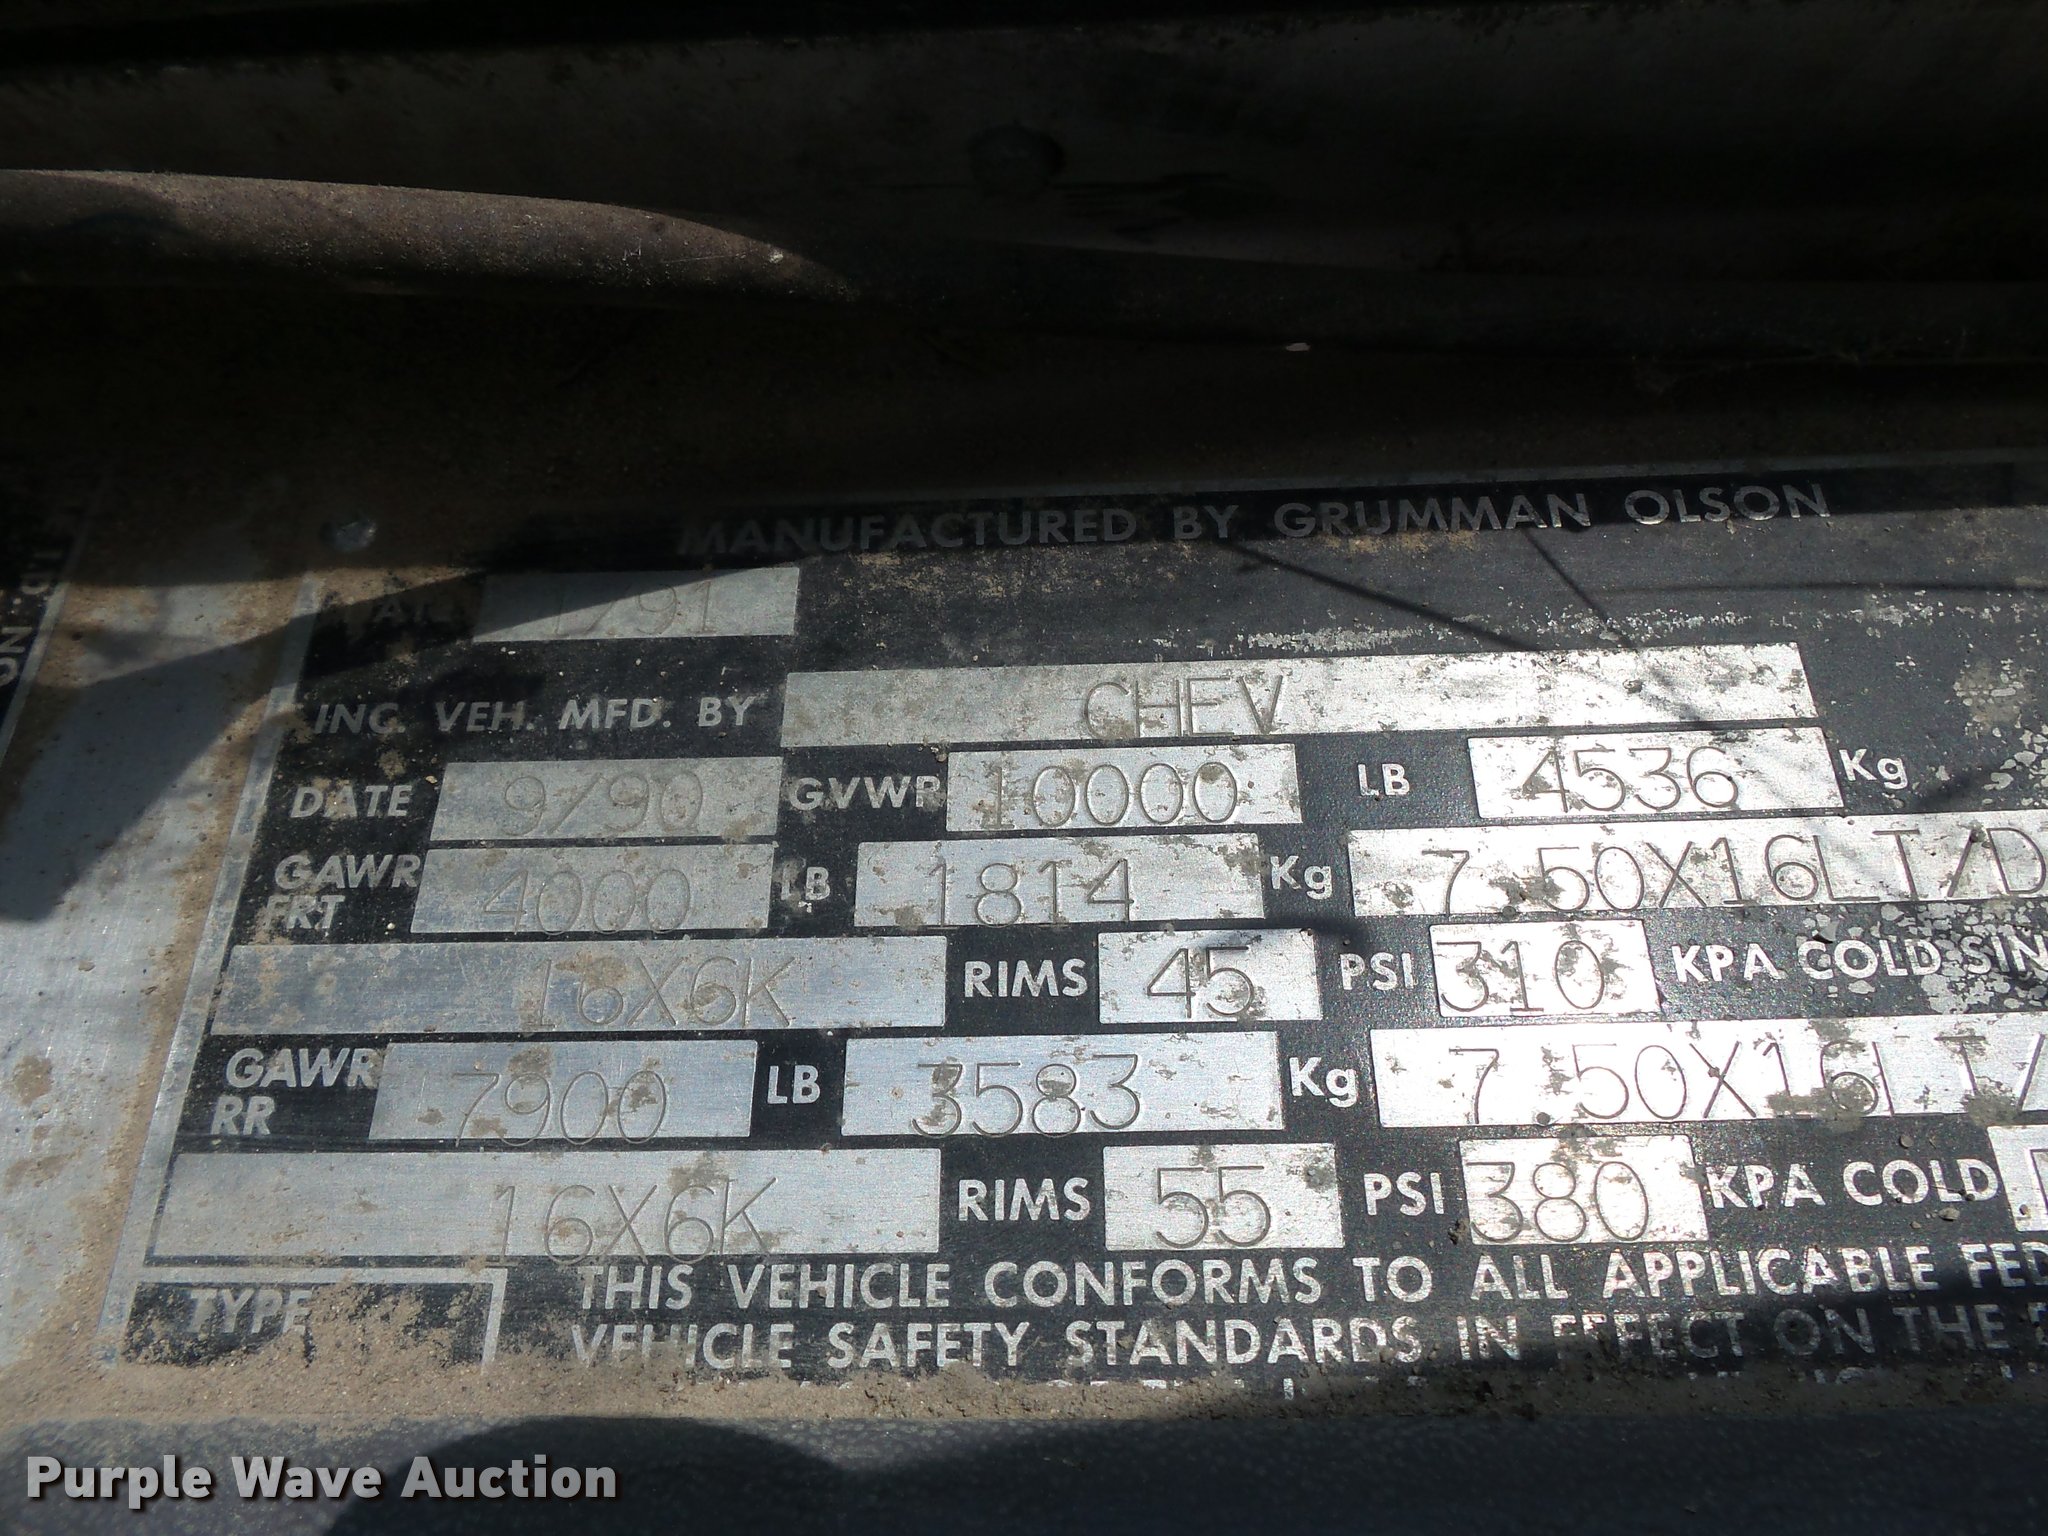 MANUFACTURED BY GRUMMAN OLSON
1/91
INC. VEH. MFD. BY CHEV
DATE 9/90 GVWR 10000 LB 4536 Kg
GAWR FRT 4000 LB 1814 Kg 7.50X16LT/D
16X6K RIMS 45 PSI 310 KPA COLD SIN
GAWR RR 7900 LB 3583 Kg 7.50X16LT/
16X6K RIMS 55 PSI 380 KPA COLD
TYPE
THIS VEHICLE CONFORMS TO ALL APPLICABLE FED
VEHICLE SAFETY STANDARDS IN EFFECT ON THE
Purple Wave Auction